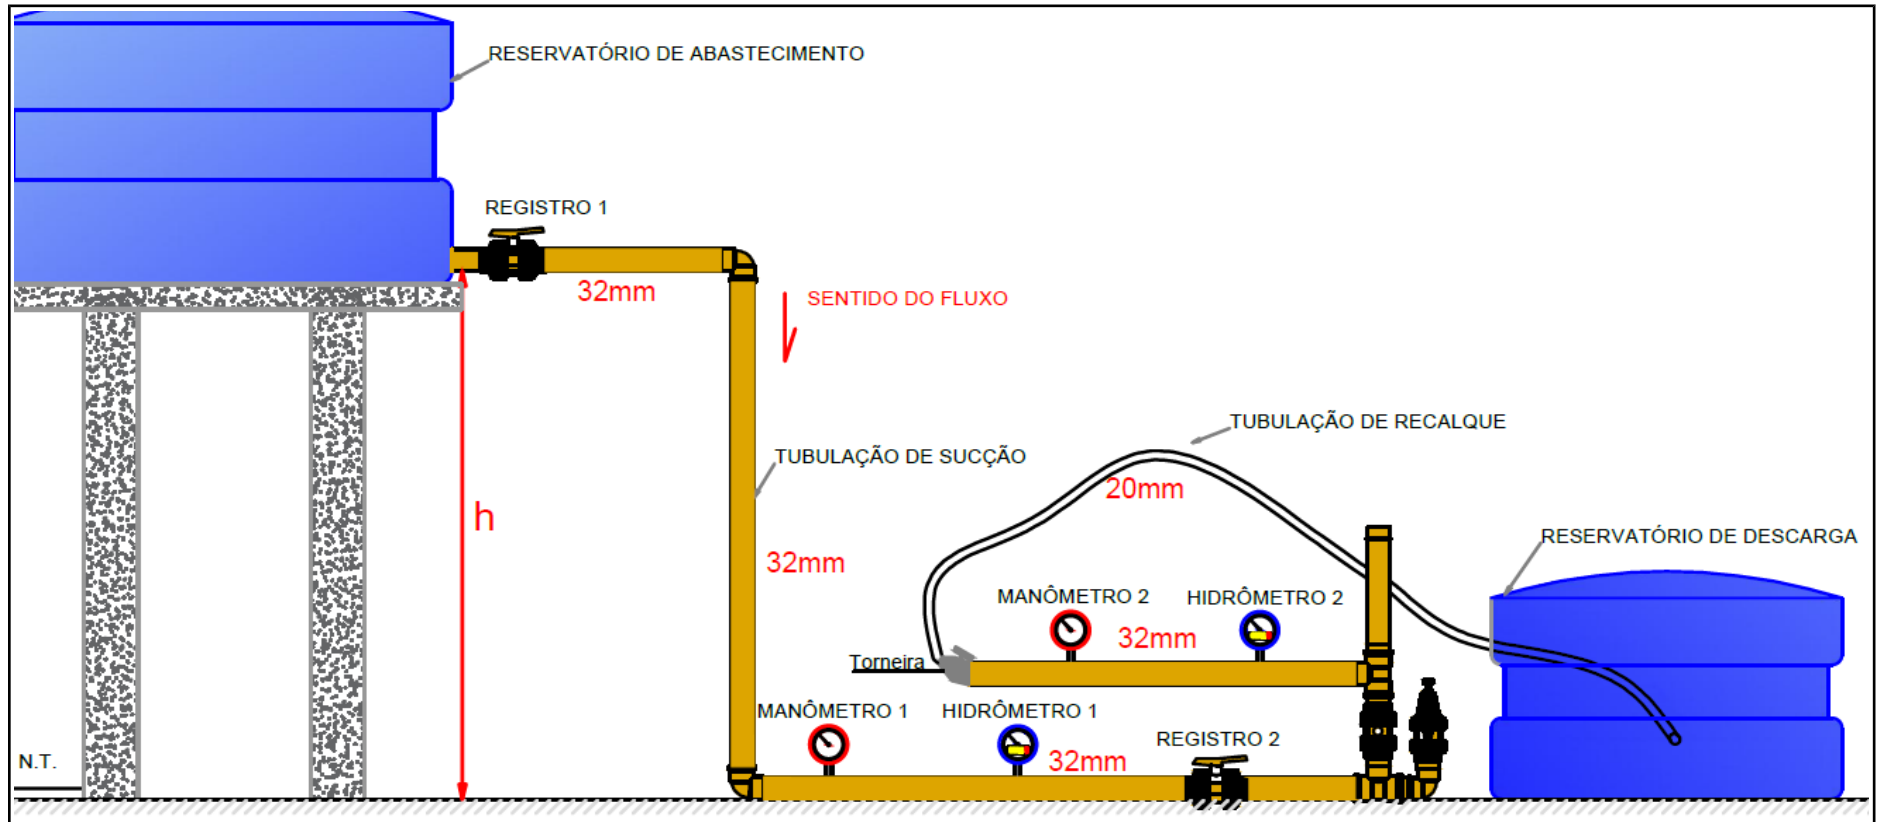 RESERVATÓRIO DE ABASTECIMENTO
REGISTRO 1
32mm
SENTIDO DO FLUXO
TUBULAÇÃO DE RECALQUE
TUBULAÇÃO DE SUCÇÃO
20mm
h
RESERVATÓRIO DE DESCARGA
32mm
MANÔMETRO 2
HIDRÔMETRO 2
32mm
Torneira
MANÔMETRO 1
HIDRÔMETRO 1
REGISTRO 2
32mm
N.T.